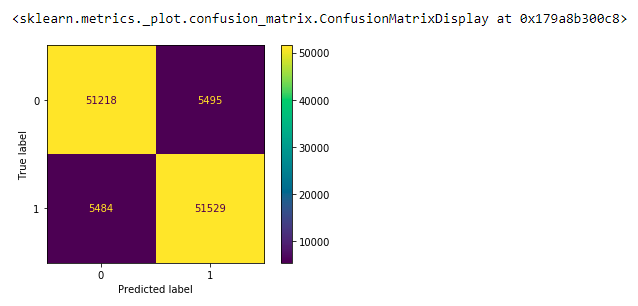 <sklearn.metrics._plot.confusion_matrix.ConfusionMatrixDisplay at 0x179a8b300c8>
50000
0 51218 5495
40000
True label
30000
20000
1 5484 51529
10000
0 1
Predicted label